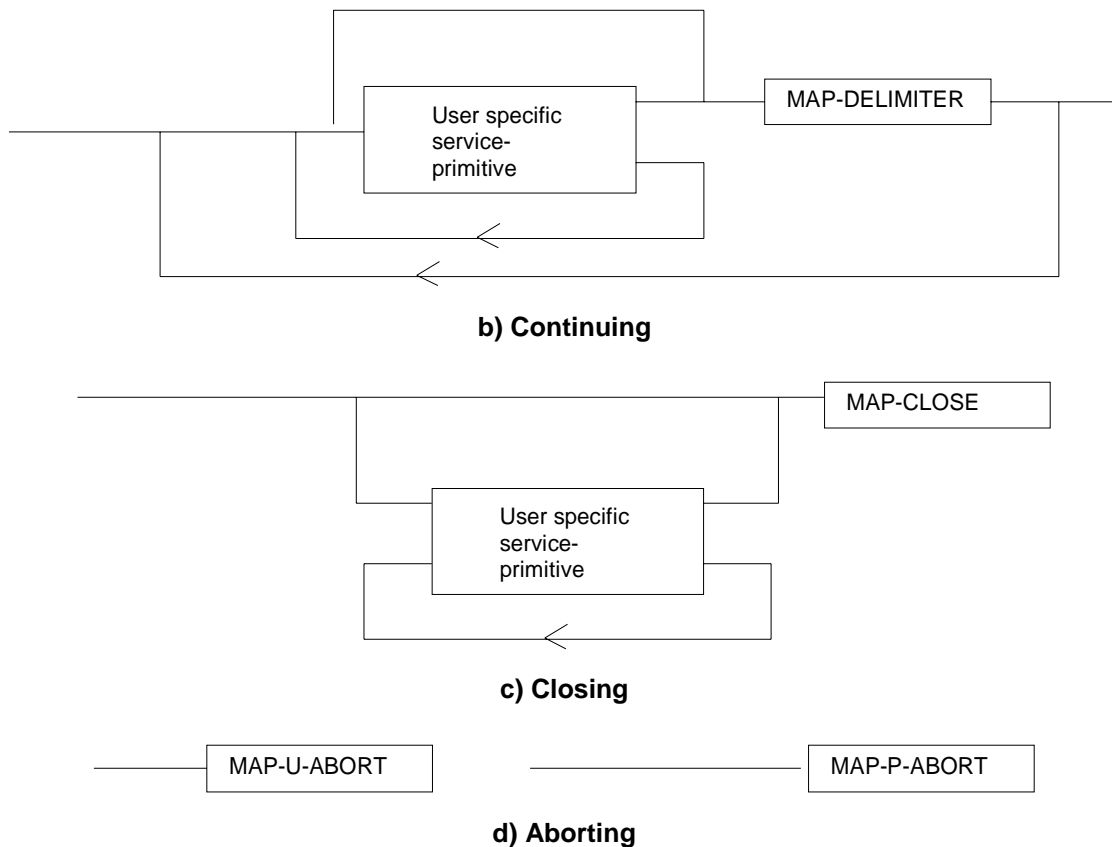 User specific
service-
primitive
MAP-DELIMITER
b) Continuing
MAP-CLOSE
User specific
service-
primitive
c) Closing
MAP-U-ABORT
MAP-P-ABORT
d) Aborting